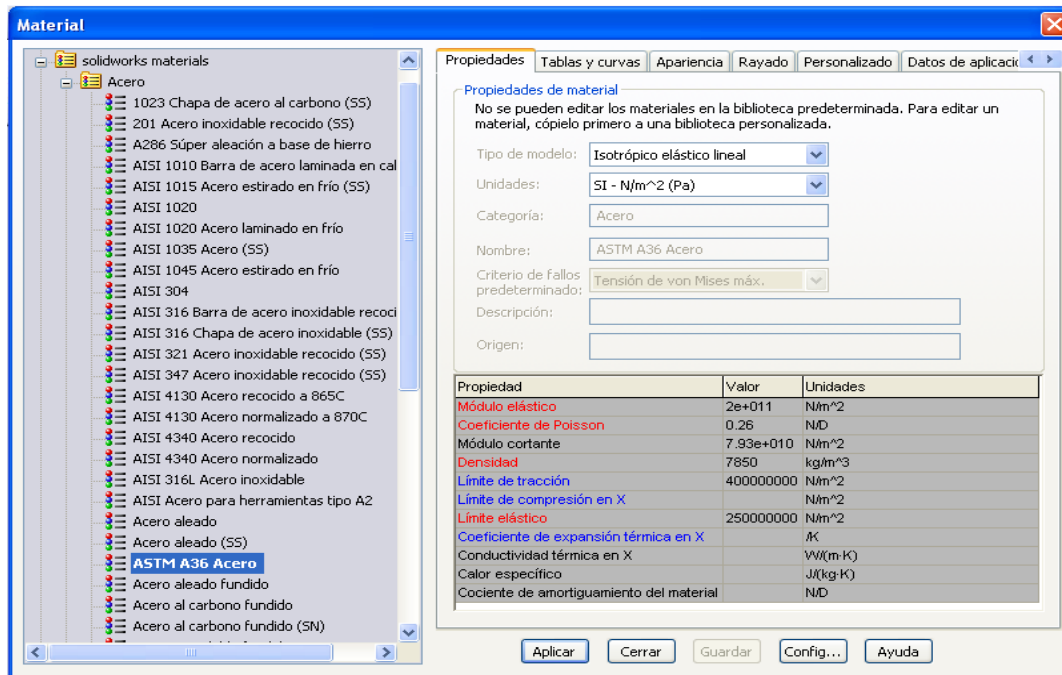 Material
solidworks materials
Acero
1023 Chapa de acero al carbono (SS)
201 Acero inoxidable recocido (SS)
A286 Súper aleación a base de hierro
AISI 1010 Barra de acero laminada en cal
AISI 1015 Acero estirado en frío (SS)
AISI 1020
AISI 1020 Acero laminado en frío
AISI 1035 Acero (SS)
AISI 1045 Acero estirado en frío
AISI 304
AISI 316 Barra de acero inoxidable recoci
AISI 316 Chapa de acero inoxidable (SS)
AISI 321 Acero inoxidable recocido (SS)
AISI 347 Acero inoxidable recocido (SS)
AISI 4130 Acero recocido a 865C
AISI 4130 Acero normalizado a 870C
AISI 4340 Acero recocido
AISI 4340 Acero normalizado
AISI 316L Acero inoxidable
AISI Acero para herramientas tipo A2
Acero aleado
Acero aleado (SS)
ASTM A36 Acero
Acero aleado fundido
Acero al carbono fundido
Acero al carbono fundido (SN)
Propiedades Tablas y curvas Apariencia Rayado Personalizado Datos de aplicació
Propiedades de material
No se pueden editar los materiales en la biblioteca predeterminada. Para editar un
material, cópielo primero a una biblioteca personalizada.
Tipo de modelo: Isotrópico elástico lineal
Unidades: SI - N/m^2 (Pa)
Categoría: Acero
Nombre: ASTM A36 Acero
Criterio de fallos
predeterminado: Tensión de von Mises máx.
Descripción:
Origen:
Propiedad Valor Unidades
Módulo elástico 2e+011 N/m^2
Coeficiente de Poisson 0.26 N/D
Módulo cortante 7.93e+010 N/m^2
Densidad 7850 kg/m^3
Límite de tracción 400000000 N/m^2
Límite de compresión en X N/m^2
Límite elástico 250000000 N/m^2
Coeficiente de expansión térmica en X /K
Conductividad térmica en X W/(m·K)
Calor específico J/(kg·K)
Cociente de amortiguamiento del material N/D
Aplicar Cerrar Guardar Config... Ayuda